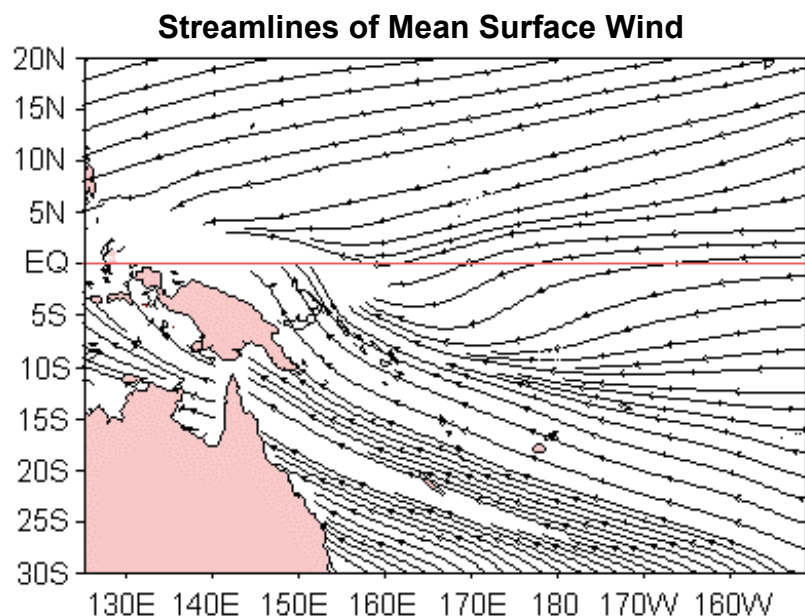 Streamlines of Mean Surface Wind
20N
15N
10N
5N
EQ
5S
10S
15S
20S
25S
30S
130E 140E 150E 160E 170E 180 170W 160W